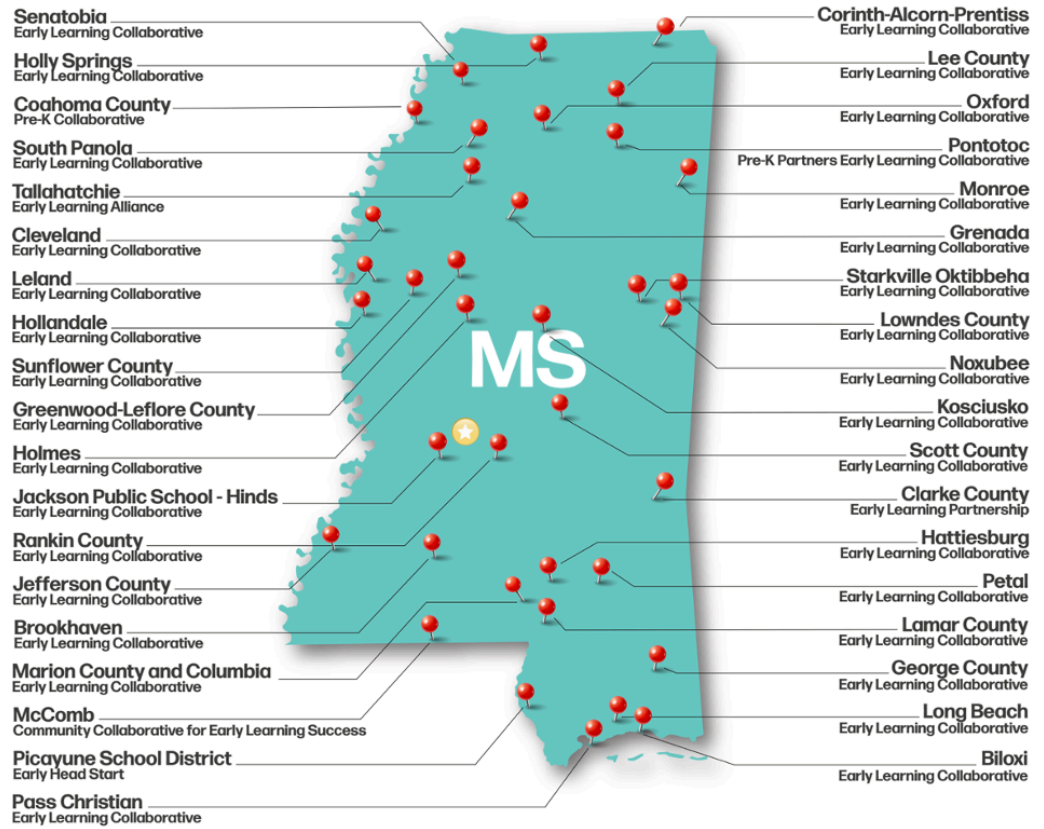 Senatobia
Early Learning Collaborative
Holly Springs
Early Learning Collaborative
Coahoma County
Pre-K Collaborative
South Panola
Early Learning Collaborative
Tallahatchie
Early Learning Alliance
Cleveland
Early Learning Collaborative
Leland
Early Learning Collaborative
Hollandale
Early Learning Collaborative
Sunflower County
Early Learning Collaborative
Greenwood-Leflore County
Early Learning Collaborative
Holmes
Early Learning Collaborative
Jackson Public School - Hinds
Early Learning Collaborative
Rankin County
Early Learning Collaborative
Jefferson County
Early Learning Collaborative
Brookhaven
Early Learning Collaborative
Marion County and Columbia
Early Learning Collaborative
McComb
Community Collaborative for Early Learning Success
Picayune School District
Early Head Start
Pass Christian
Early Learning Collaborative
MS
Corinth-Alcorn-Prentiss
Early Learning Collaborative
Lee County
Early Learning Collaborative
Oxford
Early Learning Collaborative
Pontotoc
Pre-K Partners Early Learning Collaborative
Monroe
Early Learning Collaborative
Grenada
Early Learning Collaborative
Starkville Oktibbeha
Early Learning Collaborative
Lowndes County
Early Learning Collaborative
Noxubee
Early Learning Collaborative
Kosciusko
Early Learning Collaborative
Scott County
Early Learning Collaborative
Clarke County
Early Learning Partnership
Hattiesburg
Early Learning Collaborative
Petal
Early Learning Collaborative
Lamar County
Early Learning Collaborative
George County
Early Learning Collaborative
Long Beach
Early Learning Collaborative
Biloxi
Early Learning Collaborative